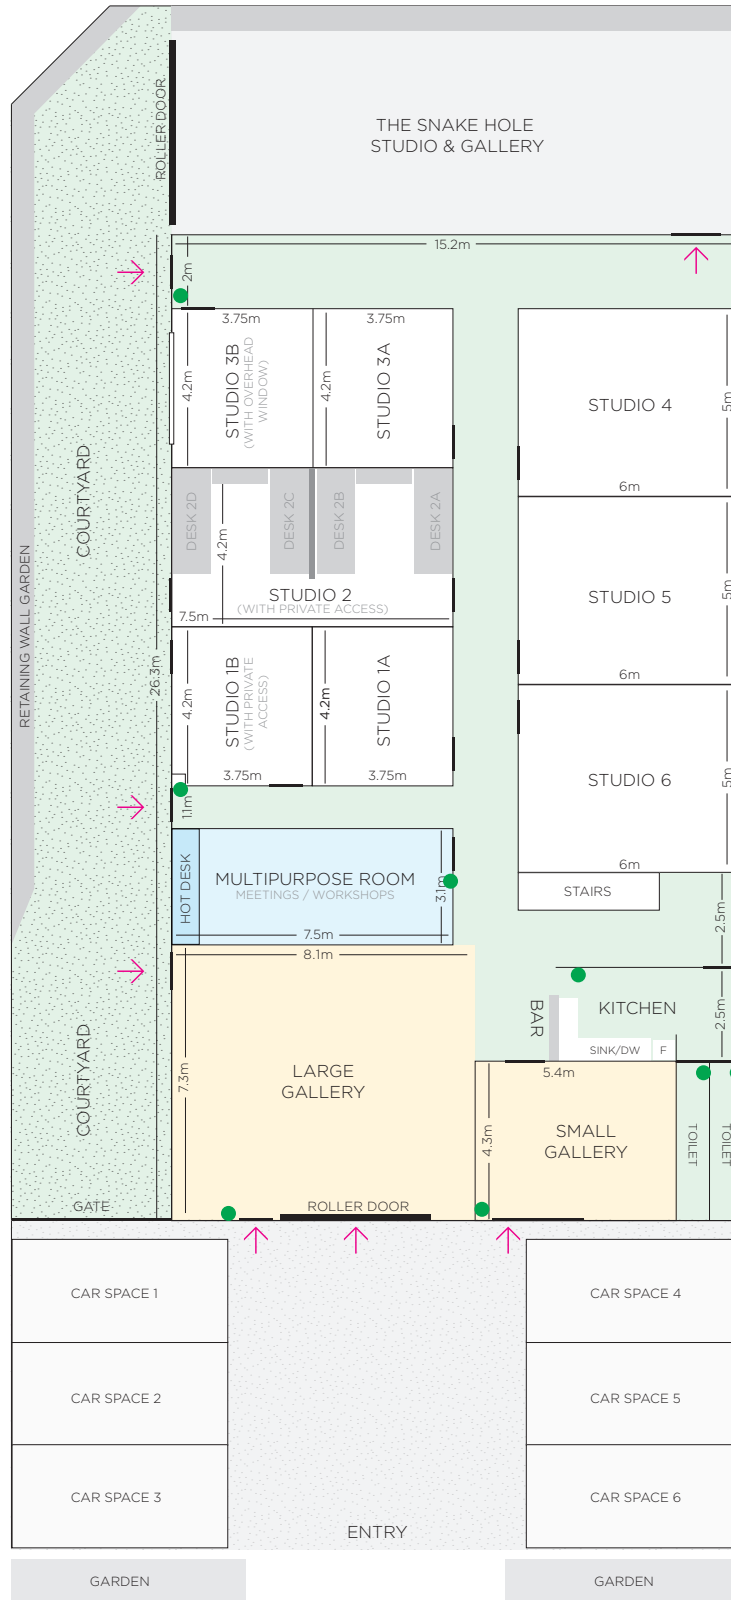 THE SNAKE HOLE
STUDIO & GALLERY
ROLLER DOOR
15.2m
2m
3.75m
3.75m
STUDIO 3B
(WITH OVERHEAD
WINDOW)
4.2m
4.2m
STUDIO 3A
STUDIO 4
5m
6m
COURTYARD
RETAINING WALL GARDEN
DESK 2D
DESK 2C
DESK 2B
DESK 2A
4.2m
STUDIO 2
(WITH PRIVATE ACCESS)
7.5m
STUDIO 5
5m
6m
26.3m
STUDIO 1B
(WITH PRIVATE
ACCESS)
4.2m
4.2m
STUDIO 1A
3.75m
3.75m
STUDIO 6
5m
6m
1.1m
HOT DESK
MULTIPURPOSE ROOM
MEETINGS / WORKSHOPS
3.1m
7.5m
STAIRS
2.5m
8.1m
KITCHEN
BAR
2.5m
SINK/DW
F
COURTYARD
7.3m
LARGE
GALLERY
5.4m
4.3m
SMALL
GALLERY
TOILET
TOILET
GATE
ROLLER DOOR
CAR SPACE 1
CAR SPACE 4
CAR SPACE 2
CAR SPACE 5
CAR SPACE 3
CAR SPACE 6
ENTRY
GARDEN
GARDEN